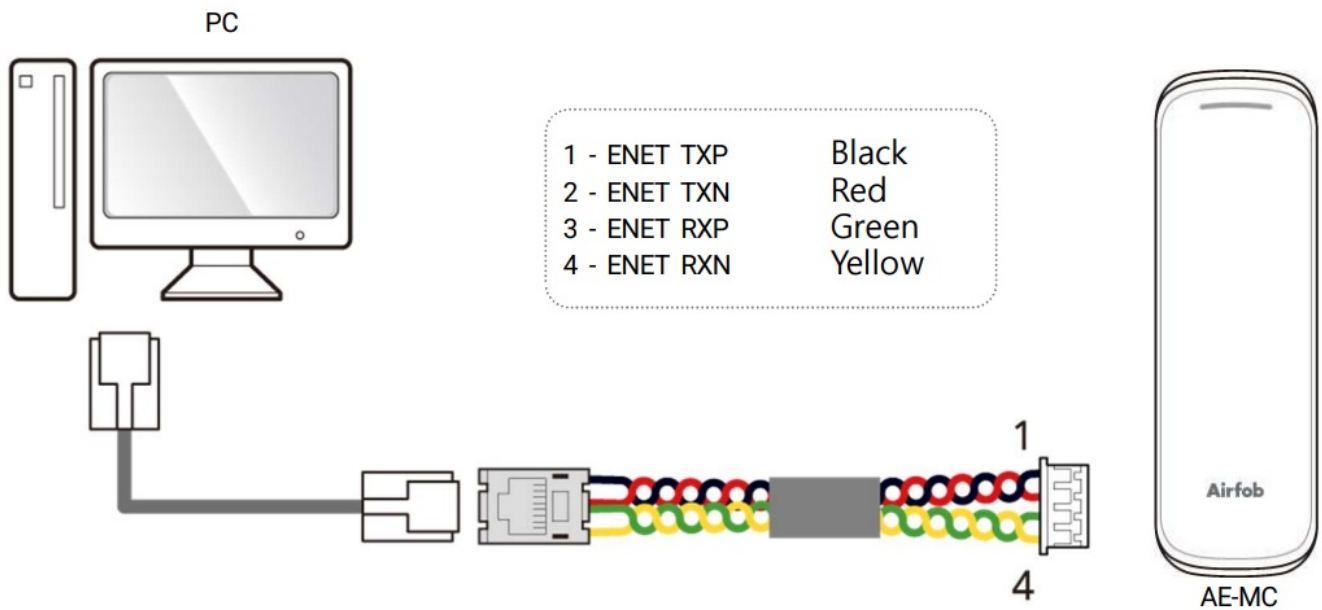 PC
1 - ENET TXP Black
2 - ENET TXN Red
3 - ENET RXP Green
4 - ENET RXN Yellow
1
4
Airfob
AE-MC